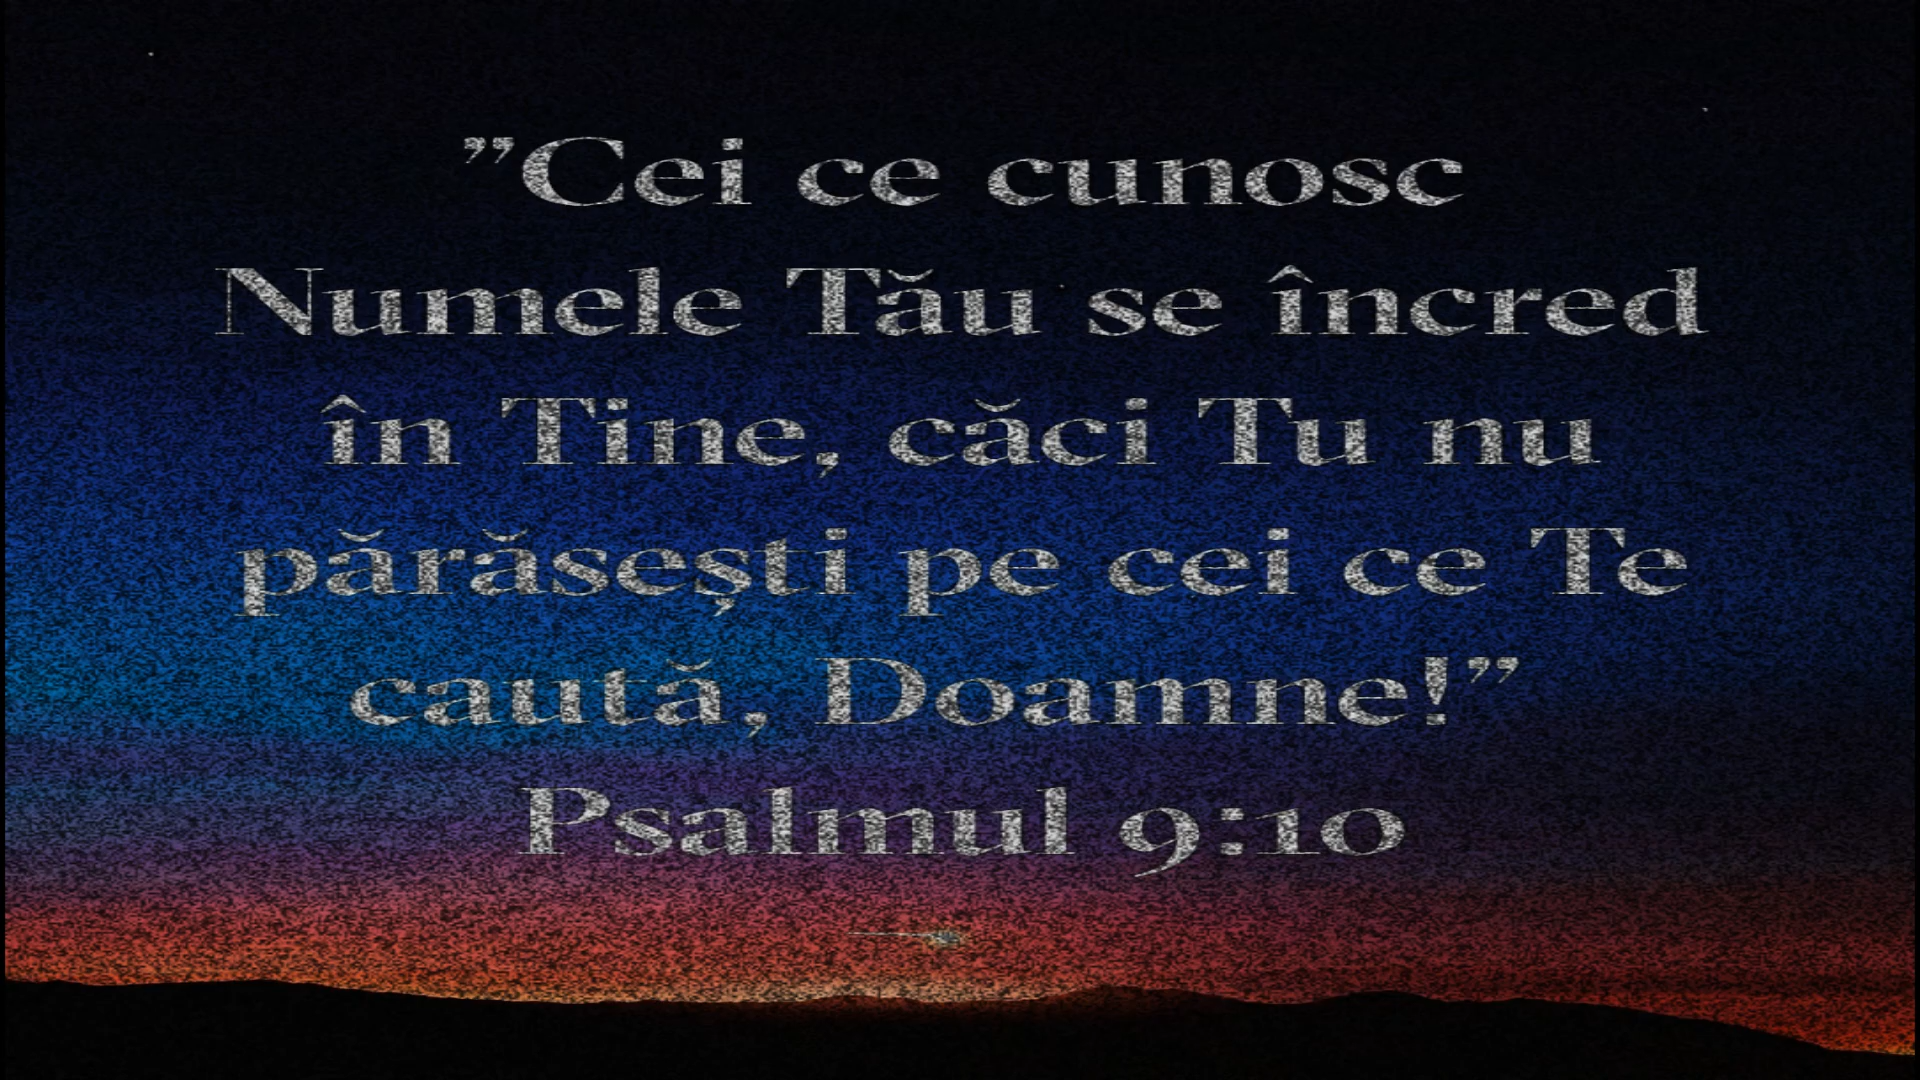 ”Cei ce cunosc
Numele Tău se încred
în Tine, căci Tu nu
părăsești pe cei ce Te
caută, Doamne!”
Psalmul 9:10